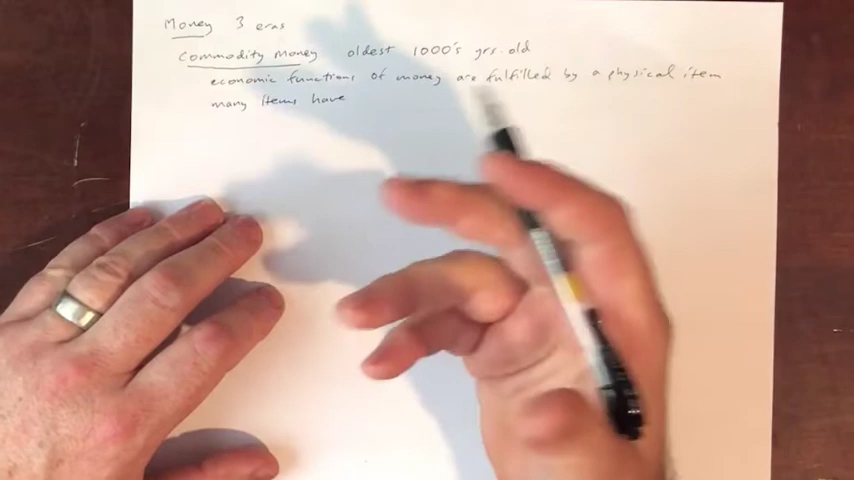 Money 3 eras
Commodity Money oldest 1000's yrs. old
economic functions of money are fulfilled by a physical item
many items have